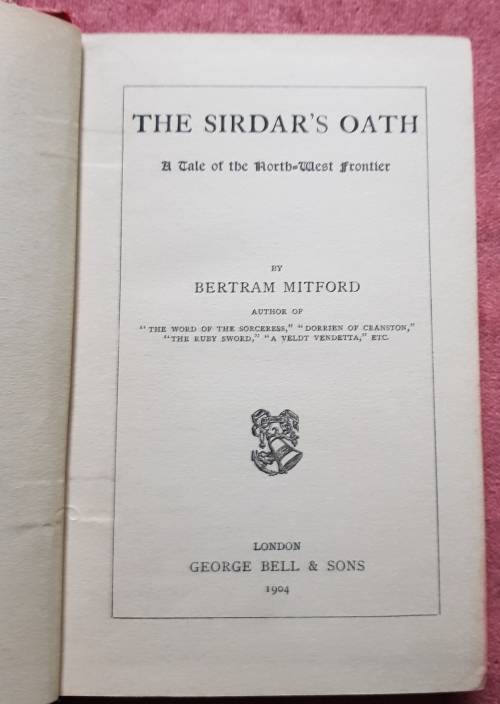 THE SIRDAR'S OATH
A Tale of the North-West Frontier
BY
BERTRAM MITFORD
AUTHOR OF
"THE WORD OF THE SORCERESS," "DORRIEN OF CRANSTON,"
"THE RUBY SWORD," "A VELDT VENDETTA," ETC.
LONDON
GEORGE BELL & SONS
1904